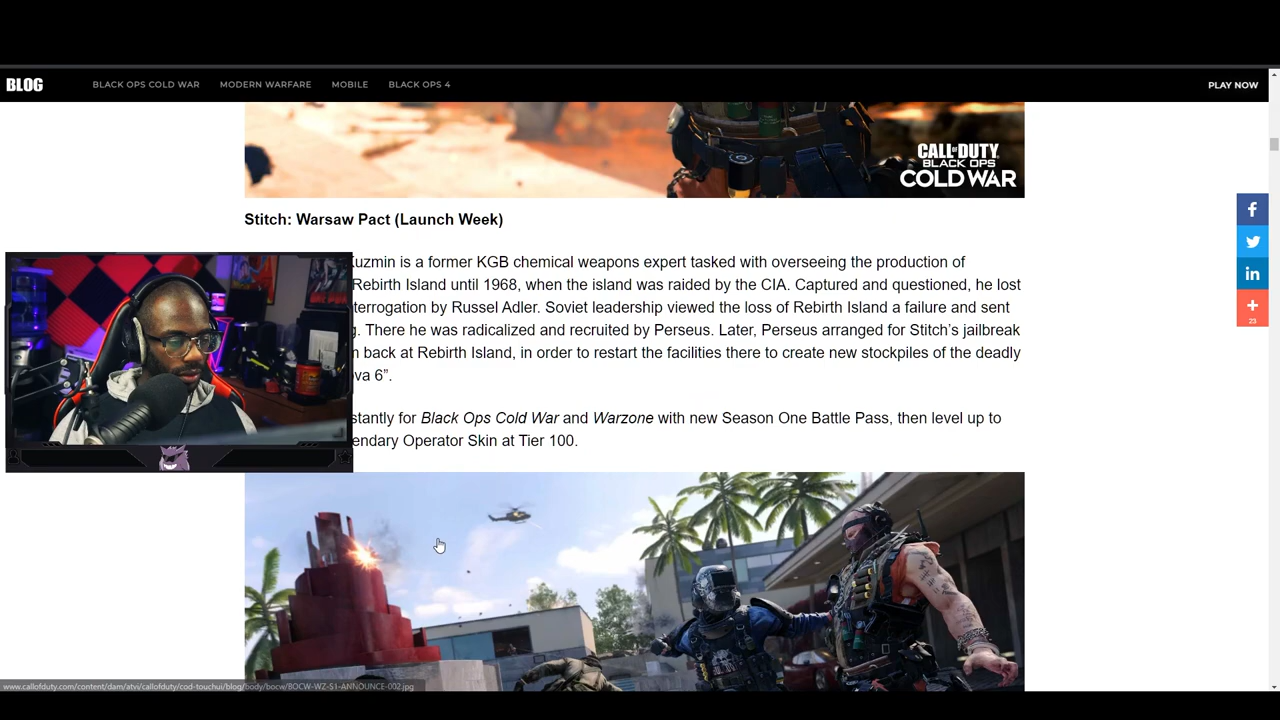 BLOG
BLACK OPS COLD WAR
MODERN WARFARE
MOBILE
BLACK OPS 4
PLAY NOW
CALL OF DUTY
BLACK OPS
COLD WAR
Stitch: Warsaw Pact (Launch Week)
is a former KGB chemical weapons expert tasked with overseeing the production of
Rebirth Island until 1968, when the island was raided by the CIA. Captured and questioned, he lost
by Russel Adler. Soviet leadership viewed the loss of Rebirth Island a failure and sent
There he was radicalized and recruited by Perseus. Later, Perseus arranged for Stitch’s jailbreak
back at Rebirth Island, in order to restart the facilities there to create new stockpiles of the deadly
6”.
for Black Ops Cold War and Warzone with new Season One Battle Pass, then level up to
Operator Skin at Tier 100.
23
www.callofduty.com/content/dam/atvi/callofduty/cod-touchui/blog/body/bocw/BOCW-WZ-S1-ANNOUNCE-002.jpg